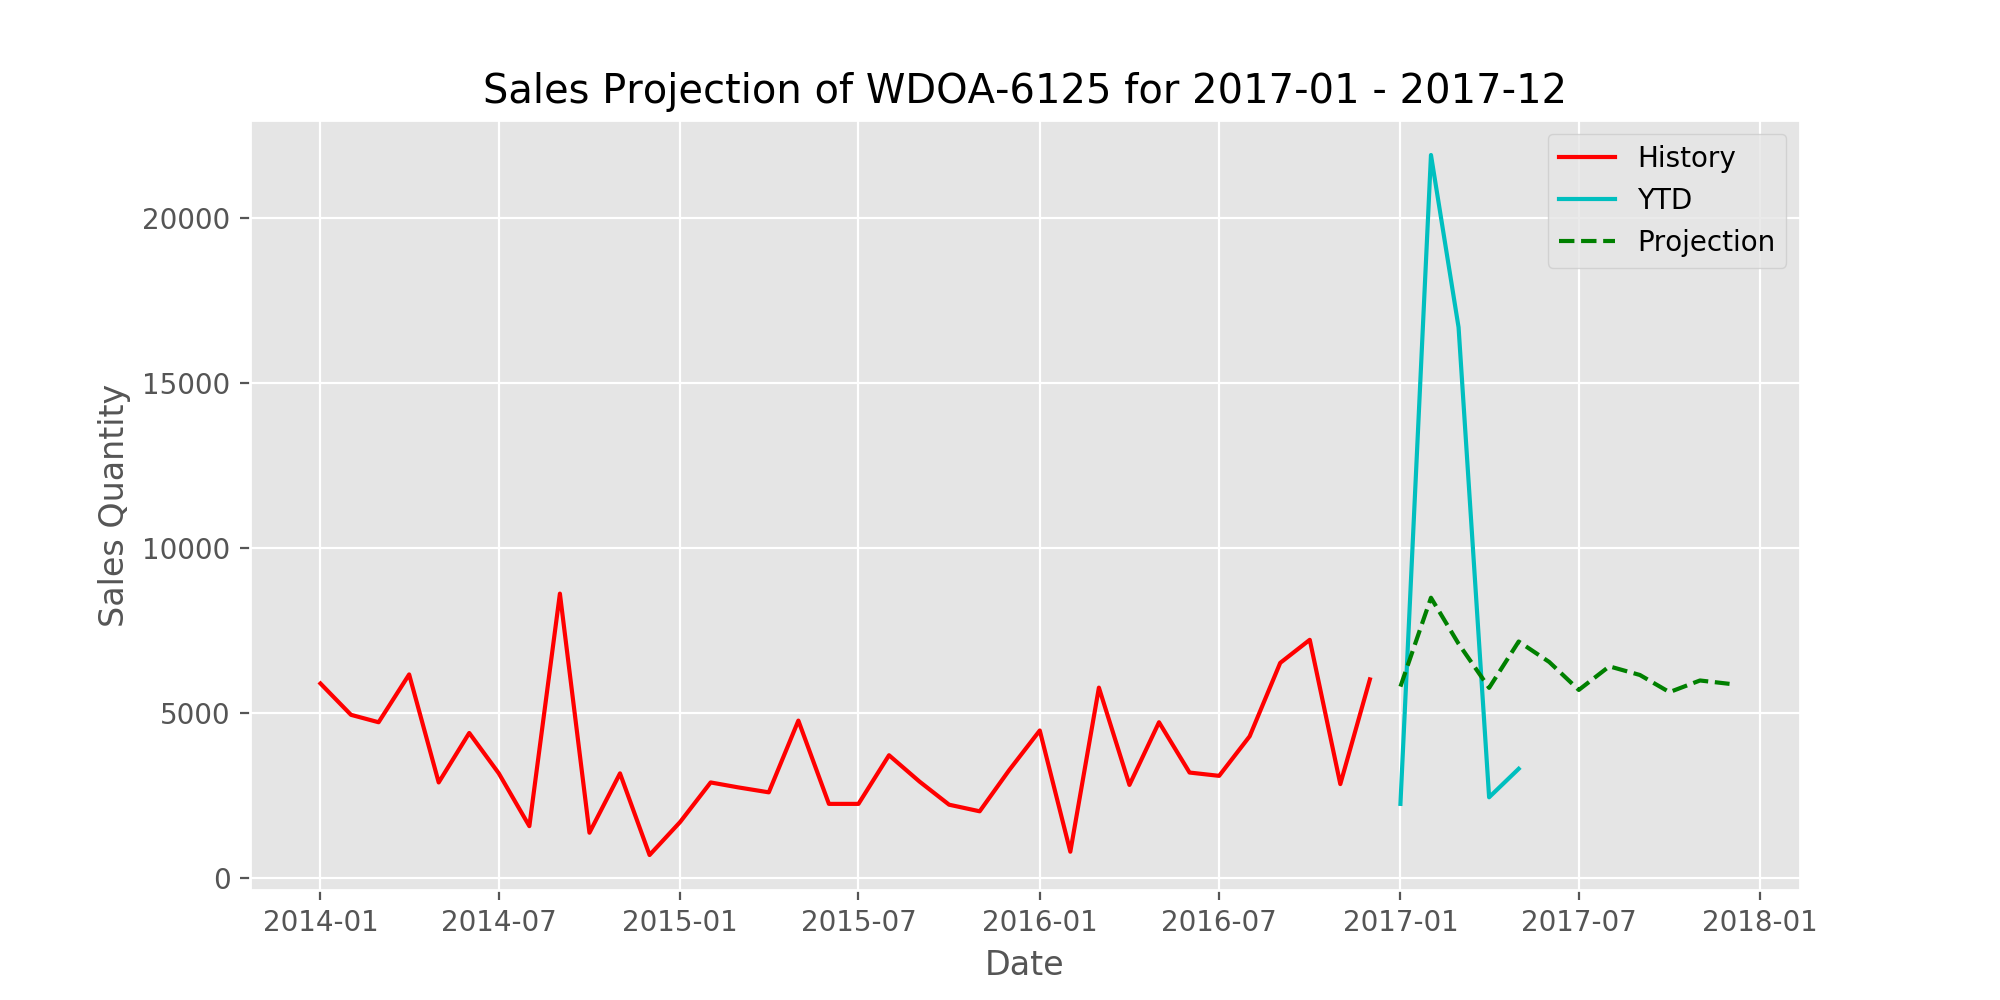 Sales Projection of WDOA-6125 for 2017-01 - 2017-12
History
YTD
Projection
20000
15000
10000
5000
0
Sales Quantity
2014-01 2014-07 2015-01 2015-07 2016-01 2016-07 2017-01 2017-07 2018-01
Date